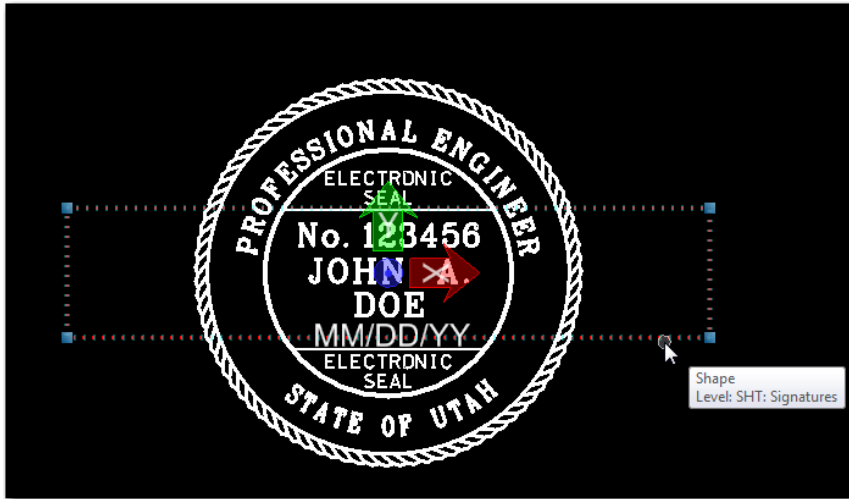 PROFESSIONAL ENGINEER
ELECTRONIC
SEAL
Y
No. 123456
X
JOHN A.
DOE
MM/DD/YY
ELECTRONIC
SEAL
STATE OF UTAH
Shape
Level: SHT: Signatures